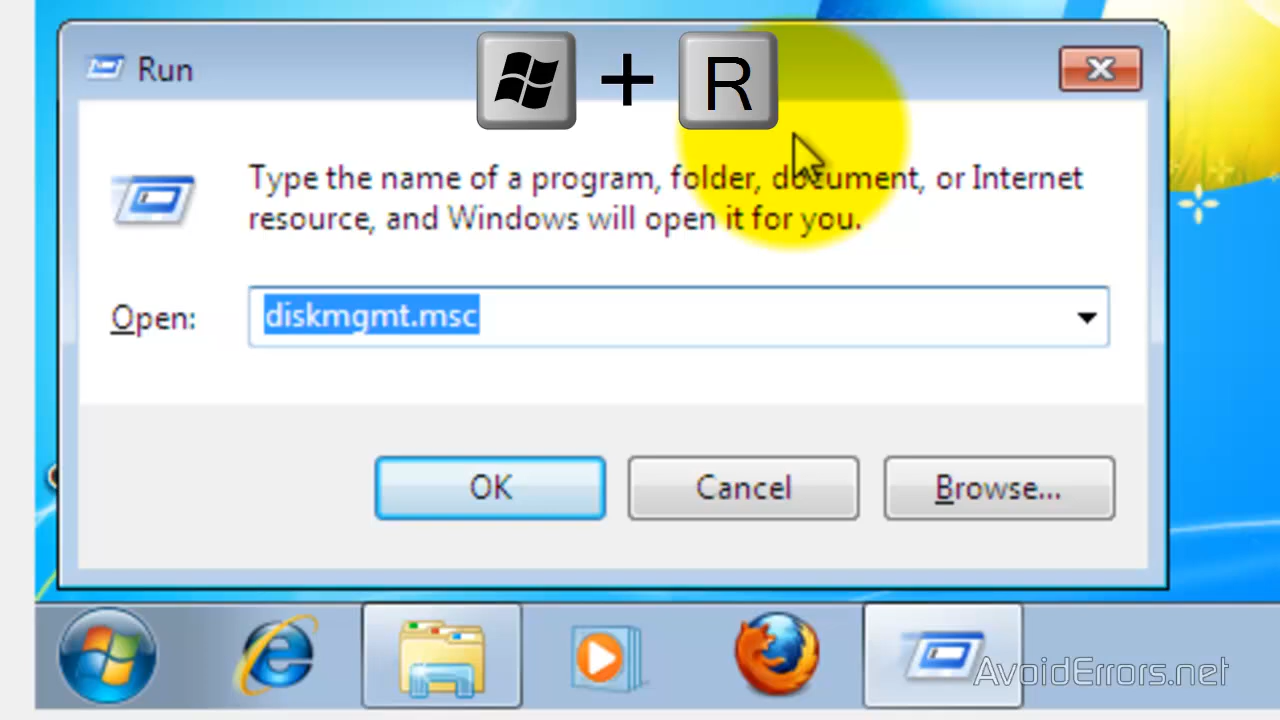 Run
+ R
Type the name of a program, folder, document, or Internet
resource, and Windows will open it for you.
Open: diskmgmt.msc
OK Cancel Browse...
AvoidErrors.net